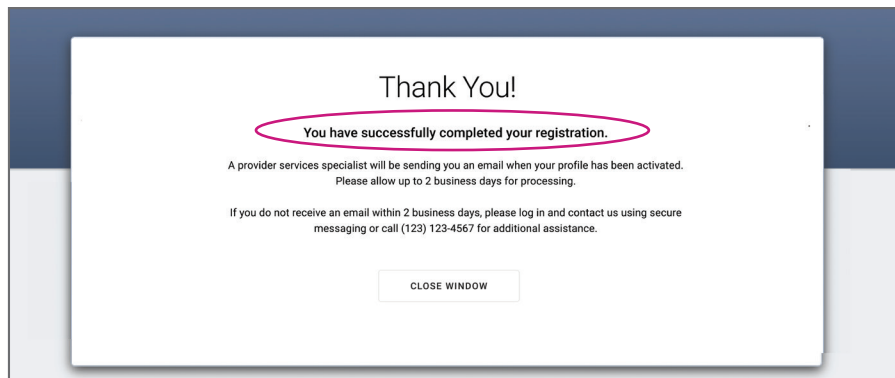 Thank You!
You have successfully completed your registration.
A provider services specialist will be sending you an email when your profile has been activated.
Please allow up to 2 business days for processing.
If you do not receive an email within 2 business days, please log in and contact us using secure
messaging or call (123) 123-4567 for additional assistance.
CLOSE WINDOW